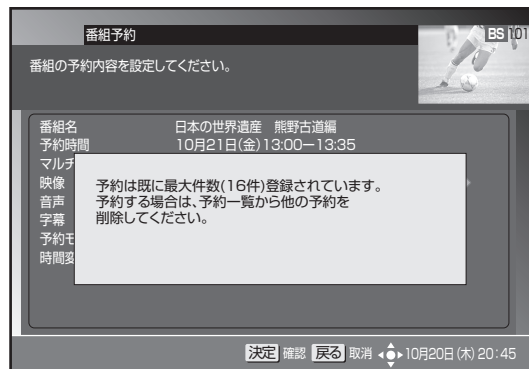 番組予約
BS 101
番組の予約内容を設定してください。
番組名 日本の世界遺産 熊野古道編
予約時間 10月21日(金)13:00ー13:35
マルチ
映像
音声
字幕
予約モ
時間変
予約は既に最大件数(16件)登録されています。
予約する場合は、予約一覧から他の予約を
削除してください。
決定 確認 戻る 取消 10月20日(木)20:45